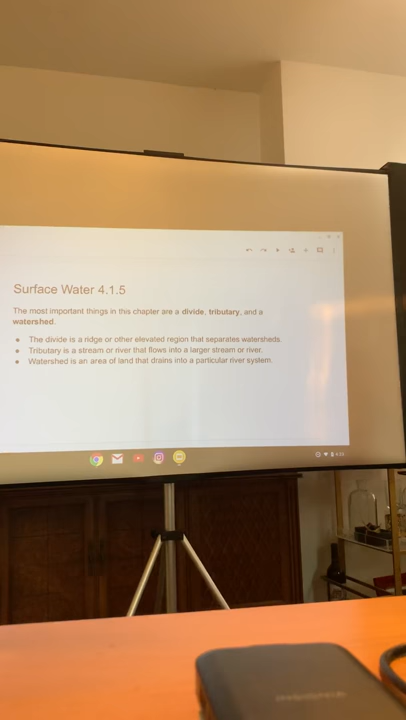 Surface Water 4.1.5
The most important things in this chapter are a divide, tributary, and a
watershed.
The divide is a ridge or other elevated region that separates watersheds.
Tributary is a stream or river that flows into a larger stream or river.
Watershed is an area of land that drains into a particular river system.